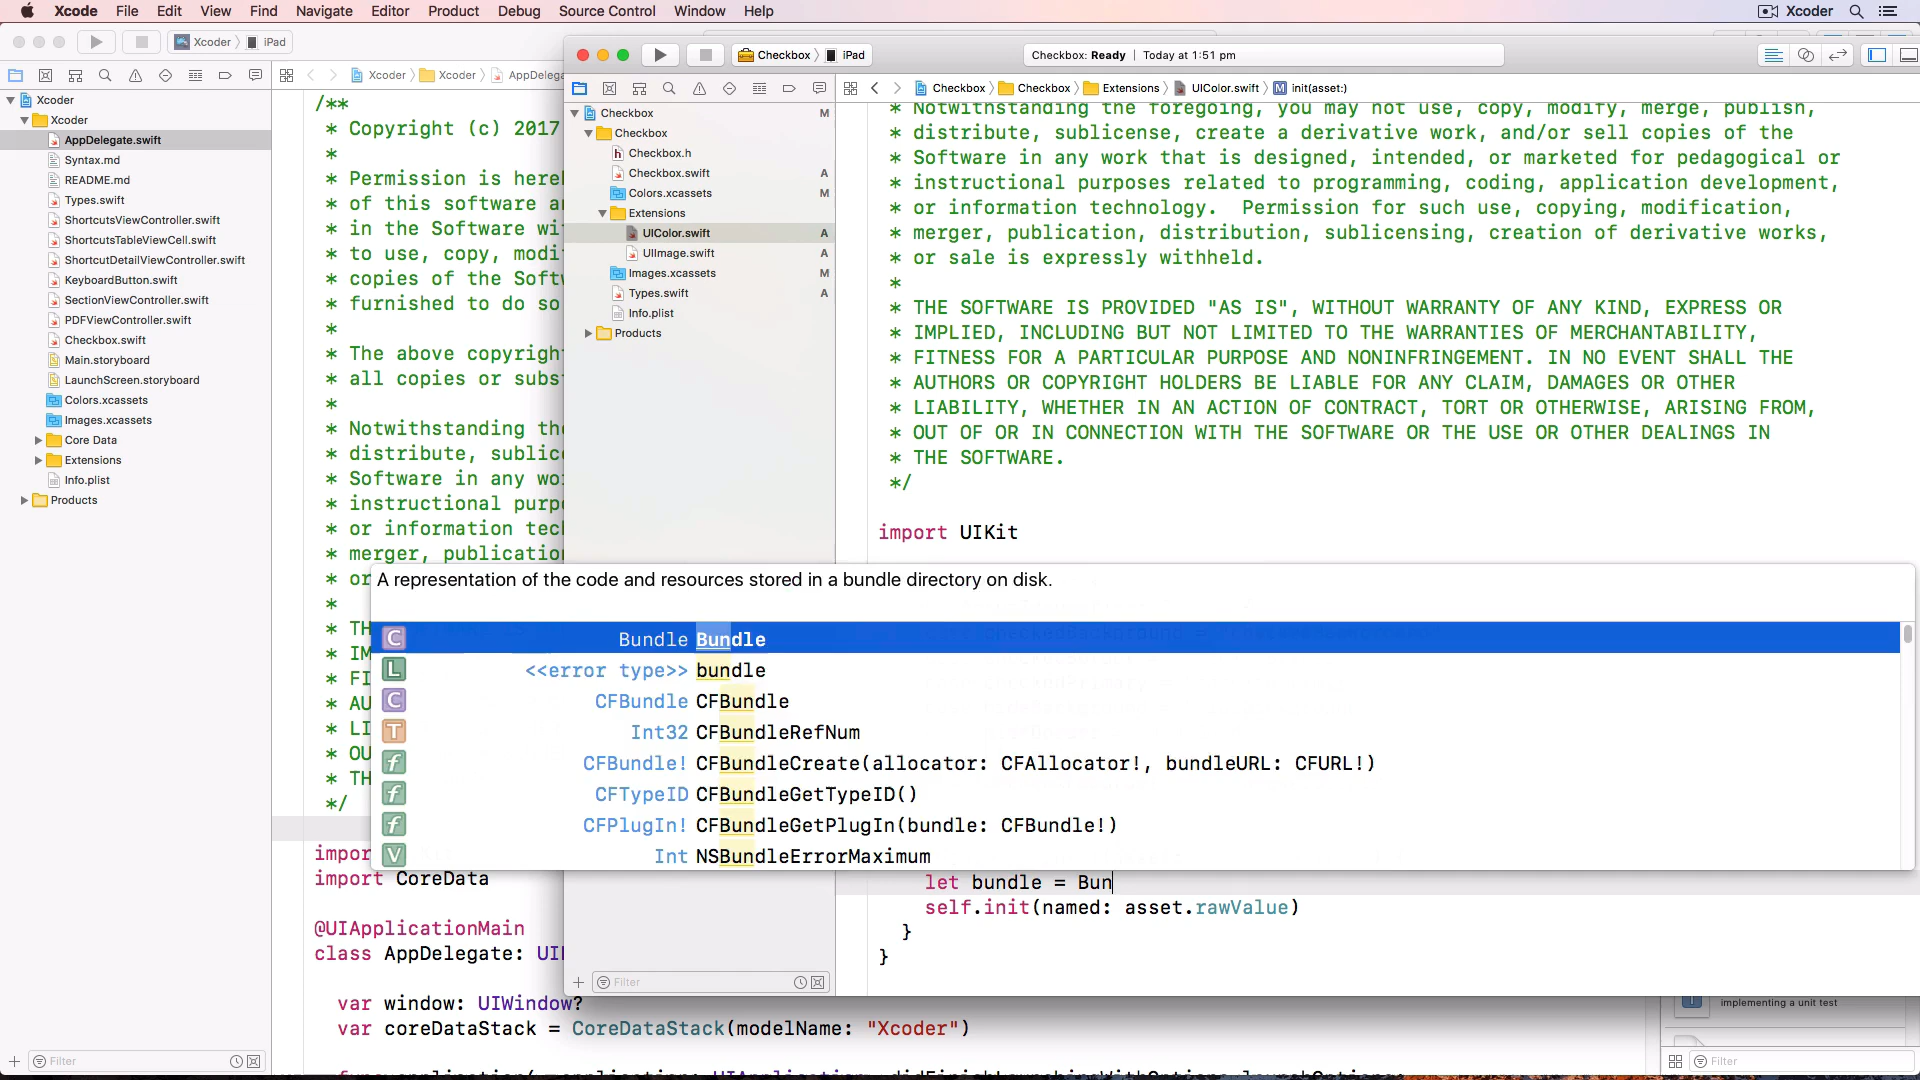 Xcode File Edit View Find Navigate Editor Product Debug Source Control Window Help Xcoder
Xcoder iPad
Checkbox iPad
Checkbox: Ready | Today at 1:51 pm
Xcoder Xcoder AppDeleg
Checkbox Checkbox Extensions UIColor.swift M init(asset:)
Xcoder
Xcoder
AppDelegate.swift
Syntax.md
README.md
Types.swift
ShortcutsViewController.swift
ShortcutsTableViewCell.swift
ShortcutDetailViewController.swift
KeyboardButton.swift
SectionViewController.swift
PDFViewController.swift
Checkbox.swift
Main.storyboard
LaunchScreen.storyboard
Colors.xcassets
Images.xcassets
Core Data
Extensions
Info.plist
Products
Filter
/**
* Copyright (c) 2017
*
* Permission is here
* of this software a
* in the Software wi
* to use, copy, modi
* copies of the Soft
* furnished to do so
*
* The above copyrigh
* all copies or subs
*
* Notwithstanding th
* distribute, sublic
* Software in any wo
* instructional purp
* or information tec
* merger, publicatio
* or
*
* TH
* IM
* FI
* AU
* LI
* OU
* TH
*/
impor
import CoreData
@UIApplicationMain
class AppDelegate: UI
var window: UIWindow?
var coreDataStack = CoreDataStack(modelName: "Xcoder")
Checkbox M
Checkbox
h Checkbox.h
Checkbox.swift A
Colors.xcassets M
Extensions
UIColor.swift A
UIImage.swift A
Images.xcassets M
Types.swift A
Info.plist
Products
Filter
* Notwithstanding the foregoing, you may not use, copy, modify, merge, publish,
* distribute, sublicense, create a derivative work, and/or sell copies of the
* Software in any work that is designed, intended, or marketed for pedagogical or
* instructional purposes related to programming, coding, application development,
* or information technology.  Permission for such use, copying, modification,
* merger, publication, distribution, sublicensing, creation of derivative works,
* or sale is expressly withheld.
*
* THE SOFTWARE IS PROVIDED "AS IS", WITHOUT WARRANTY OF ANY KIND, EXPRESS OR
* IMPLIED, INCLUDING BUT NOT LIMITED TO THE WARRANTIES OF MERCHANTABILITY,
* FITNESS FOR A PARTICULAR PURPOSE AND NONINFRINGEMENT. IN NO EVENT SHALL THE
* AUTHORS OR COPYRIGHT HOLDERS BE LIABLE FOR ANY CLAIM, DAMAGES OR OTHER
* LIABILITY, WHETHER IN AN ACTION OF CONTRACT, TORT OR OTHERWISE, ARISING FROM,
* OUT OF OR IN CONNECTION WITH THE SOFTWARE OR THE USE OR OTHER DEALINGS IN
* THE SOFTWARE.
*/
import UIKit
A representation of the code and resources stored in a bundle directory on disk.
C Bundle Bundle
L <<error type>> bundle
C CFBundle CFBundle
T Int32 CFBundleRefNum
f CFBundle! CFBundleCreate(allocator: CFAllocator!, bundleURL: CFURL!)
f CFTypeID CFBundleGetTypeID()
f CFPlugIn! CFBundleGetPlugIn(bundle: CFBundle!)
V Int NSBundleErrorMaximum
let bundle = Bun
self.init(named: asset.rawValue)
}
}
implementing a unit test
Filter